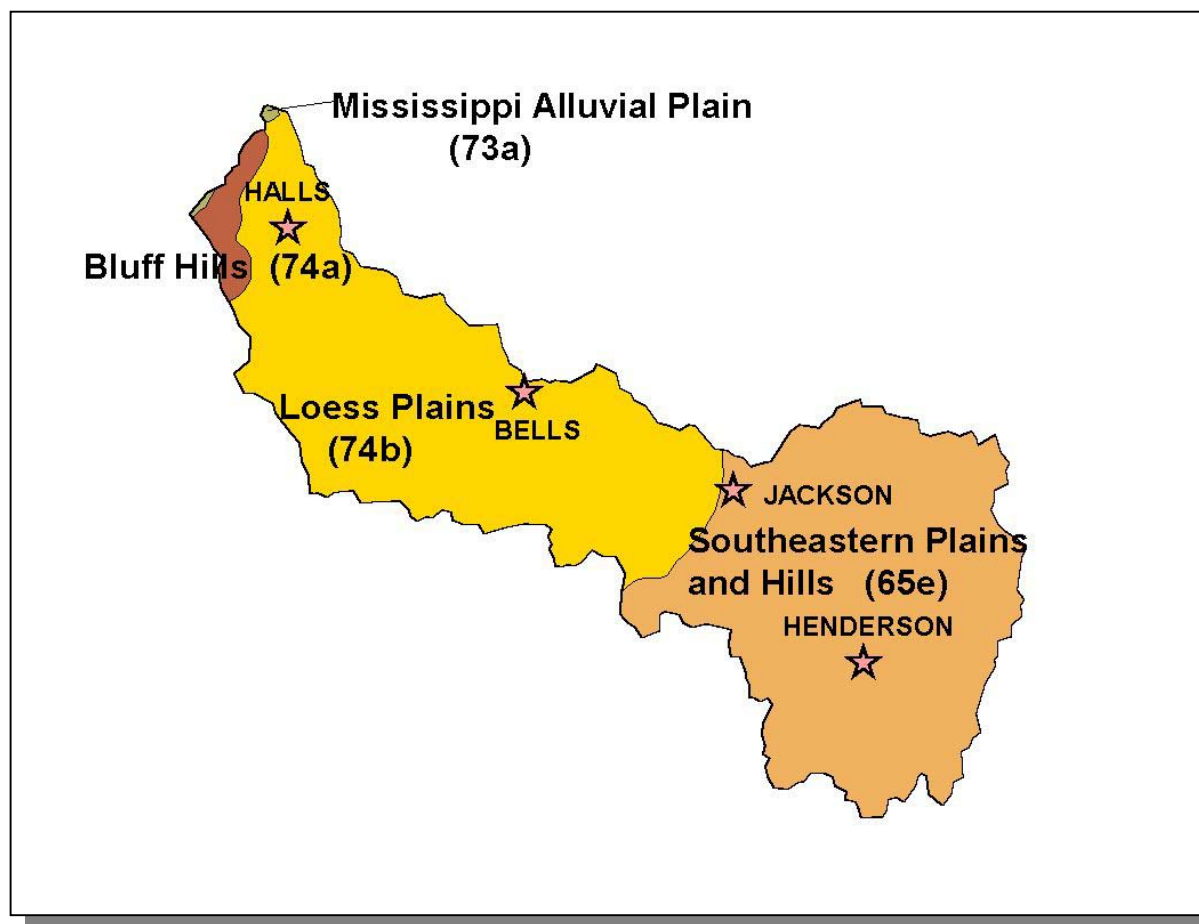 Mississippi Alluvial Plain
(73a)
HALLS
Bluff Hills (74a)
Loess Plains
(74b)
BELLS
JACKSON
Southeastern Plains
and Hills (65e)
HENDERSON